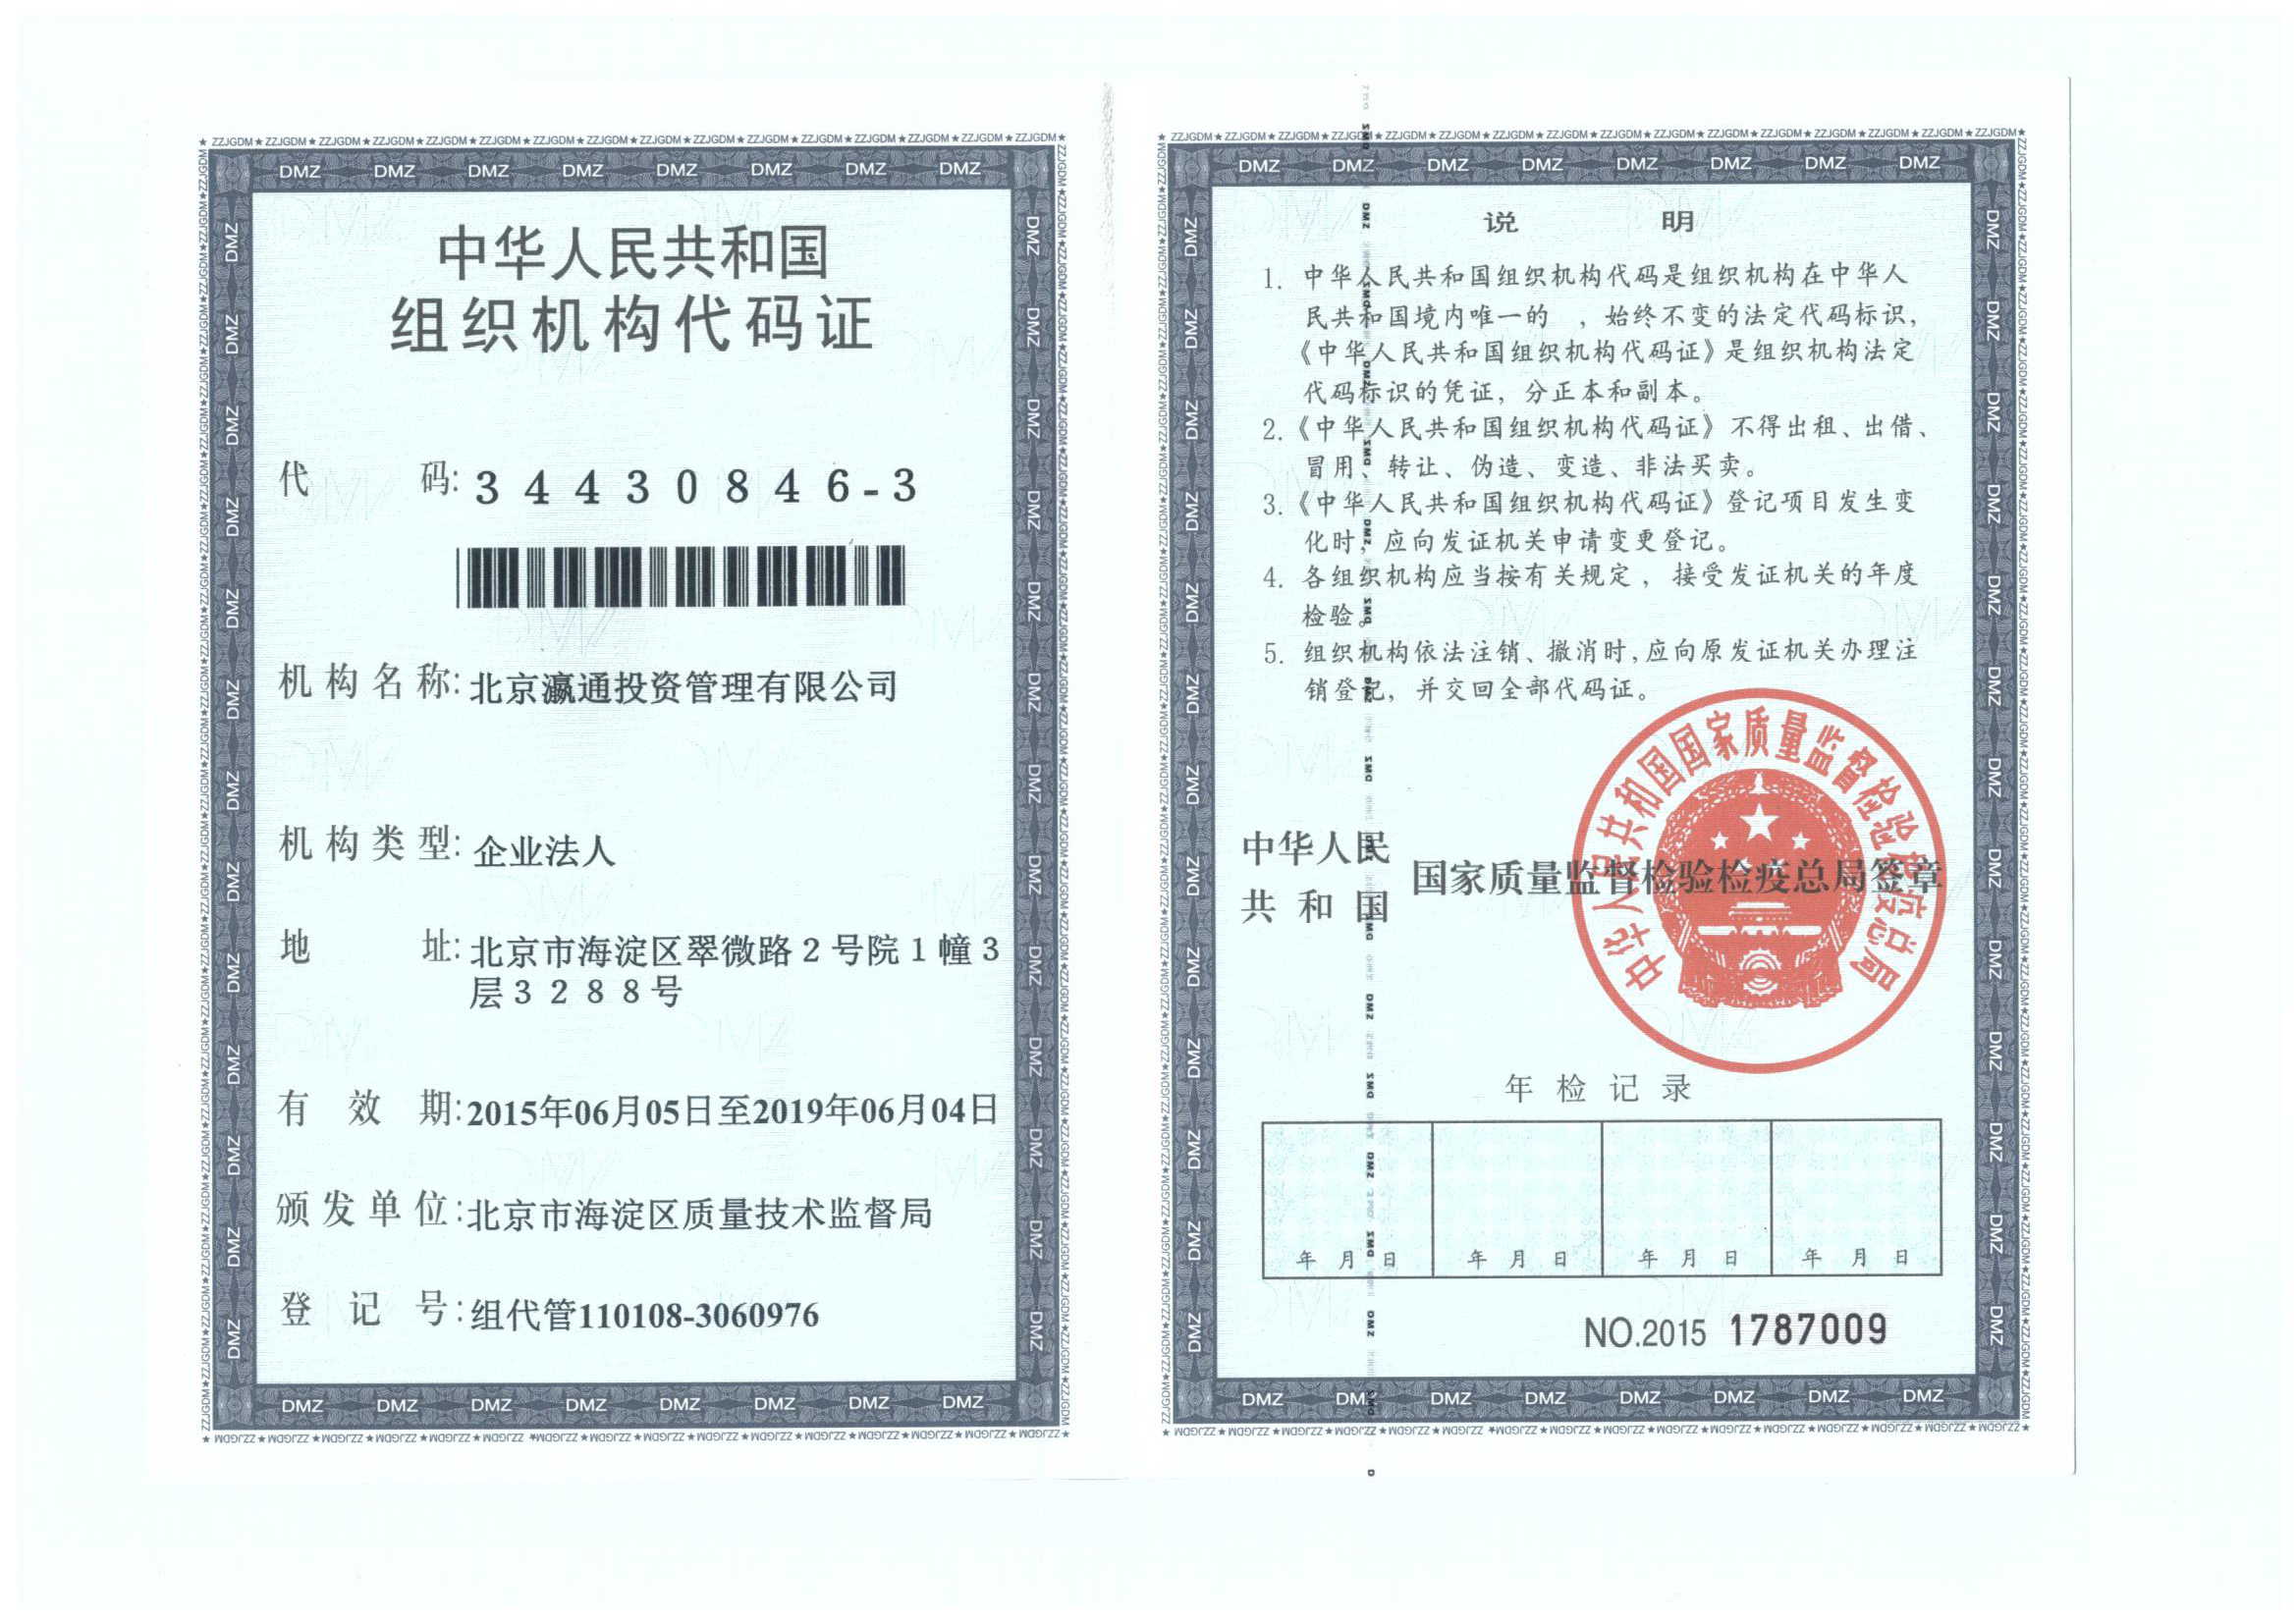 中华人民共和国
组织机构代码证
代码:34430846-3
机构名称:北京瀛通投资管理有限公司
机构类型:企业法人
地址:北京市海淀区翠微路2号院1幢3
层3288号
有效期:2015年06月05日至2019年06月04日
颁发单位:北京市海淀区质量技术监督局
登记号:组代管110108-3060976
说明
1. 中华人民共和国组织机构代码是组织机构在中华人
民共和国境内唯一的 ，始终不变的法定代码标识，
《中华人民共和国组织机构代码证》是组织机构法定
代码标识的凭证，分正本和副本。
2.《中华人民共和国组织机构代码证》不得出租、出借、
冒用、转让、伪造、变造、非法买卖。
3.《中华人民共和国组织机构代码证》登记项目发生变
化时，应向发证机关申请变更登记。
4. 各组织机构应当按有关规定，接受发证机关的年度
检验。
5. 组织机构依法注销、撤消时,应向原发证机关办理注
销登记，并交回全部代码证。
中华人民共和国国家质量监督检验检疫总局
中华人民
共和国
国家质量监督检验检疫总局签章
年检记录
年 月 日 年 月 日 年 月 日 年 月 日
NO.2015 1787009